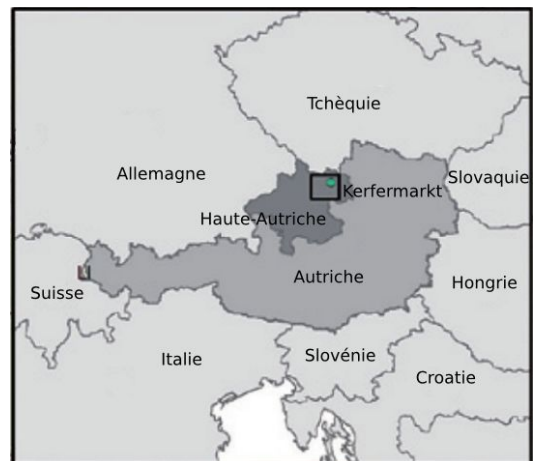 Tchèquie
Allemagne
Slovaquie
Kerfermarkt
Haute-Autriche
Autriche
Hongrie
Suisse
Slovénie
Italie
Croatie